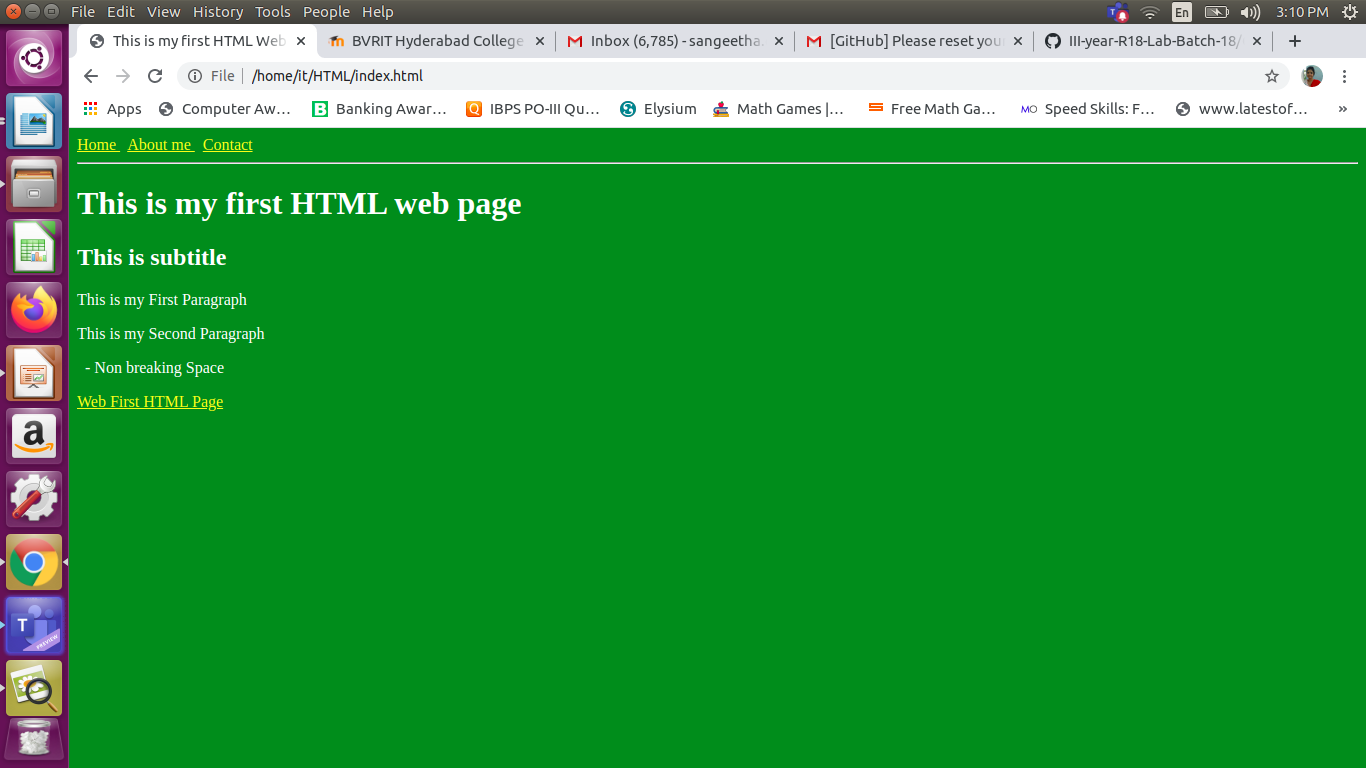 File Edit View History Tools People Help En 3:10 PM
This is my first HTML Web BVRIT Hyderabad College Inbox (6,785) - sangeetha. [GitHub] Please reset your III-year-R18-Lab-Batch-18/
File /home/it/HTML/index.html
Apps Computer Aw... Banking Awar... IBPS PO-III Qu... Elysium Math Games |... Free Math Ga... MO Speed Skills: F... www.latestof... »
Home About me Contact
This is my first HTML web page
This is subtitle
This is my First Paragraph
This is my Second Paragraph
- Non breaking Space
Web First HTML Page
a
T
PREVIEW